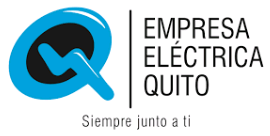 EMPRESA
ELÉCTRICA
QUITO
Siempre junto a ti